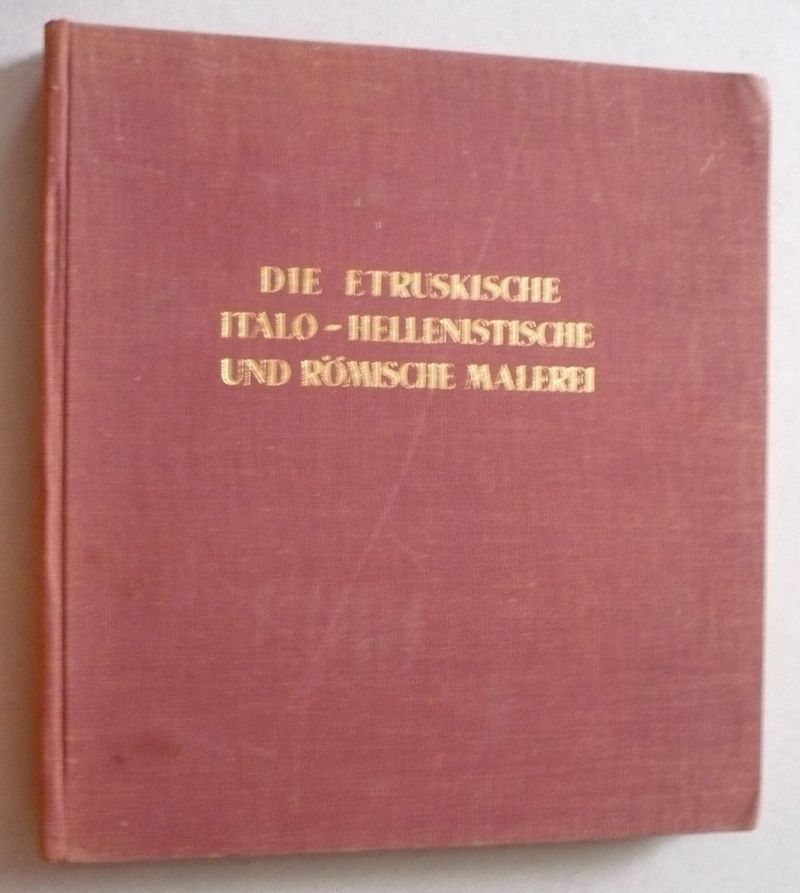 DIE ETRUSKISCHE
ITALO-HELLENISTISCHE
UND RÖMISCHE MALEREI